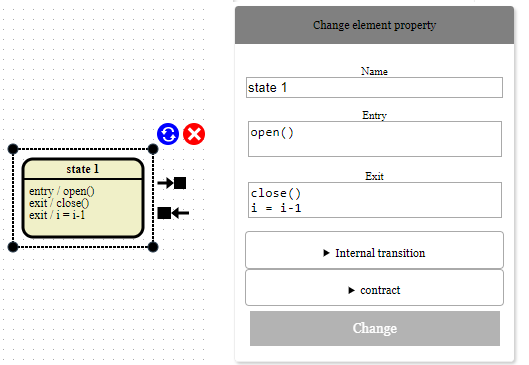 state 1
entry / open()
exit / close()
exit / i = i-1
Change element property
Name
state 1
Entry
open()
Exit
close()
i = i-1
Internal transition
contract
Change